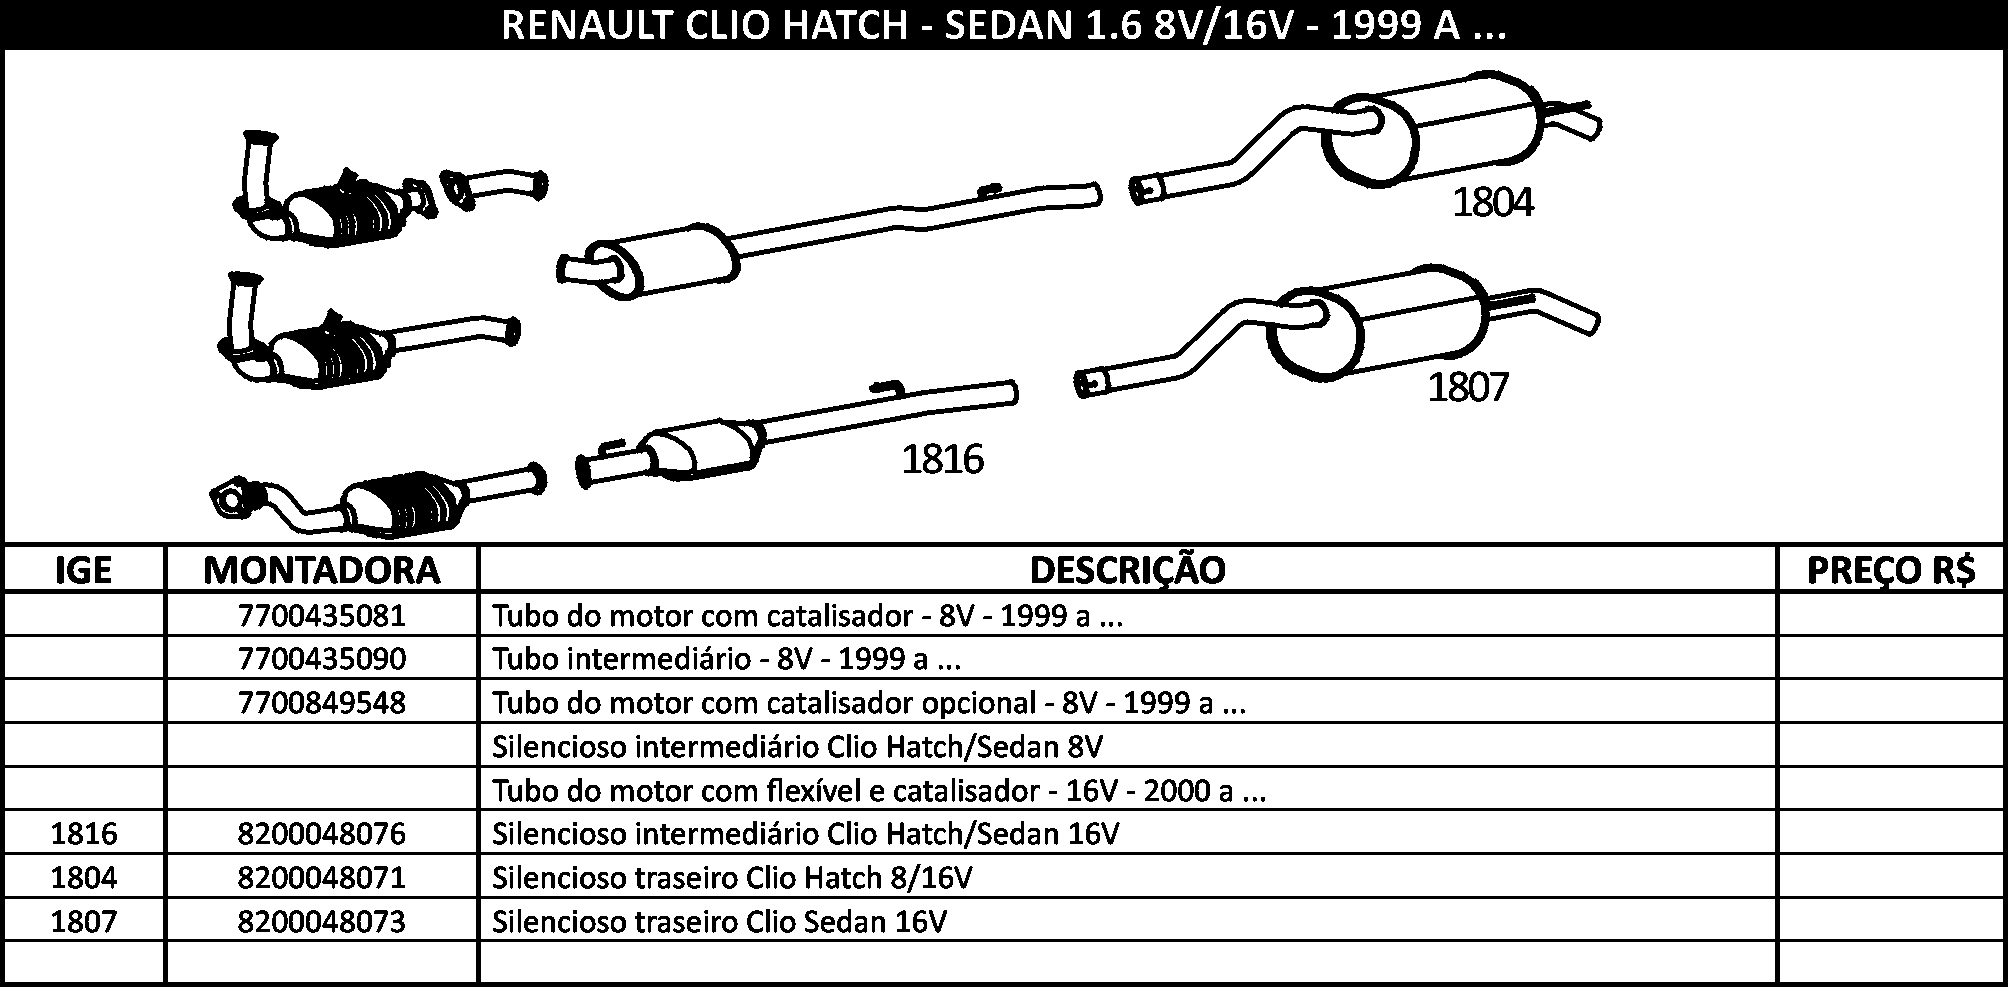 RENAULT CLIO HATCH - SEDAN 1.6 8V/16V - 1999 A ...
1804
1807
1816
IGE MONTADORA DESCRIÇÃO PREÇO R$
7700435081 Tubo do motor com catalisador - 8V - 1999 a ...
7700435090 Tubo intermediário - 8V - 1999 a ...
7700849548 Tubo do motor com catalisador opcional - 8V - 1999 a ...
Silencioso intermediário Clio Hatch/Sedan 8V
Tubo do motor com flexível e catalisador - 16V - 2000 a ...
1816 8200048076 Silencioso intermediário Clio Hatch/Sedan 16V
1804 8200048071 Silencioso traseiro Clio Hatch 8/16V
1807 8200048073 Silencioso traseiro Clio Sedan 16V